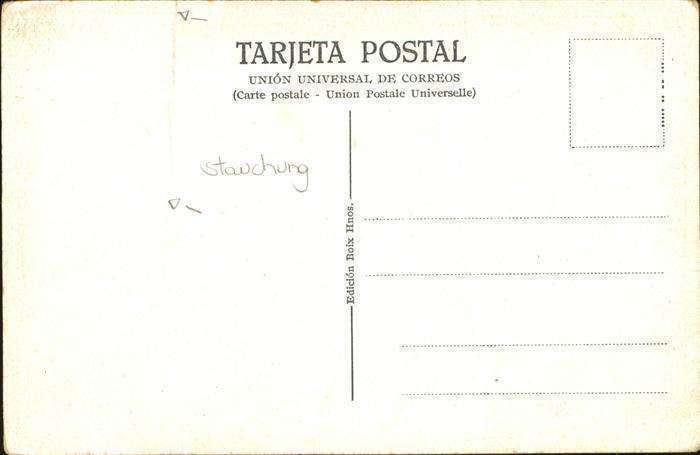 TARJETA POSTAL
UNIÓN UNIVERSAL DE CORREOS
(Carte postale - Union Postale Universelle)
Stauchung
Edición Boix Hnos.